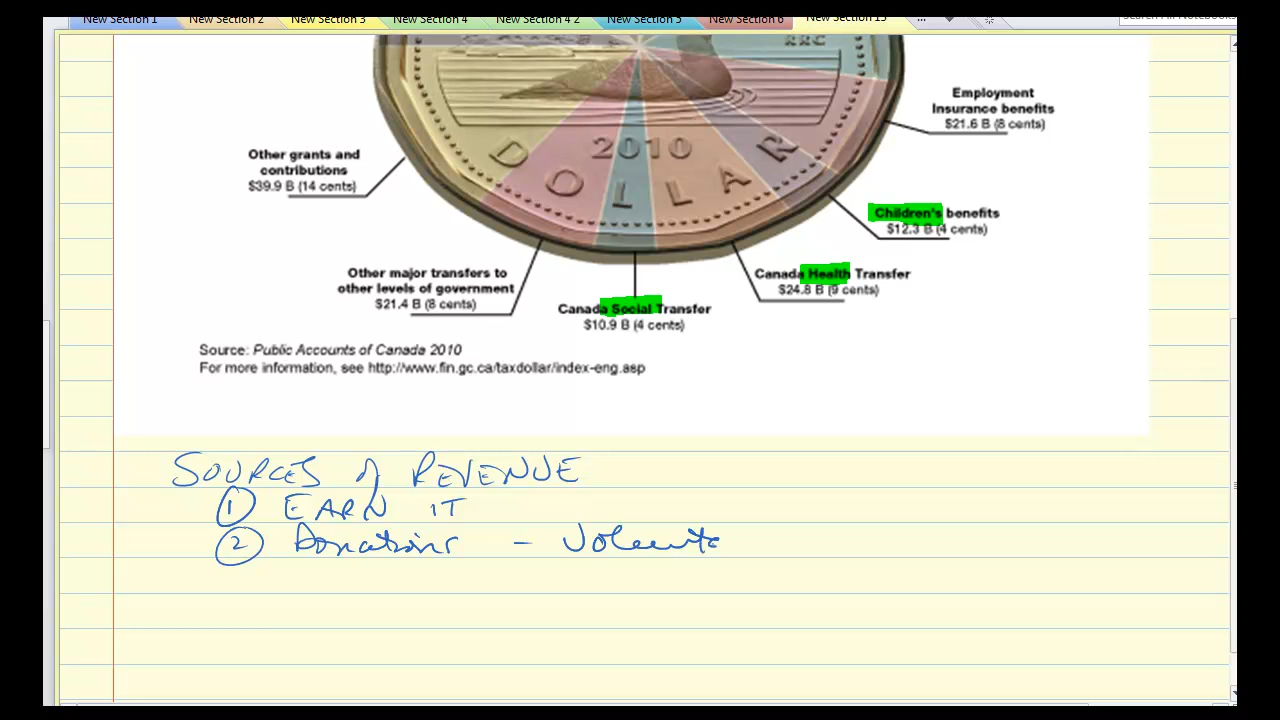 New Section 1 New Section 2 New Section 3 New Section 4 New Section 4 2 New Section 5 New Section 6 New Section 15 ... Search All Notebooks
RRC
Employment
Insurance benefits
$21.6 B (8 cents)
2010
DOLLAR
Other grants and
contributions
$39.9 B (14 cents)
Children's benefits
$12.3 B (4 cents)
Other major transfers to
other levels of government
$21.4 B (8 cents)
Canada Health Transfer
$24.8 B (9 cents)
Canada Social Transfer
$10.9 B (4 cents)
Source: Public Accounts of Canada 2010
For more information, see http://www.fin.gc.ca/taxdollar/index-eng.asp
SOURCES of REVENUE
① EARN IT
② Donations -